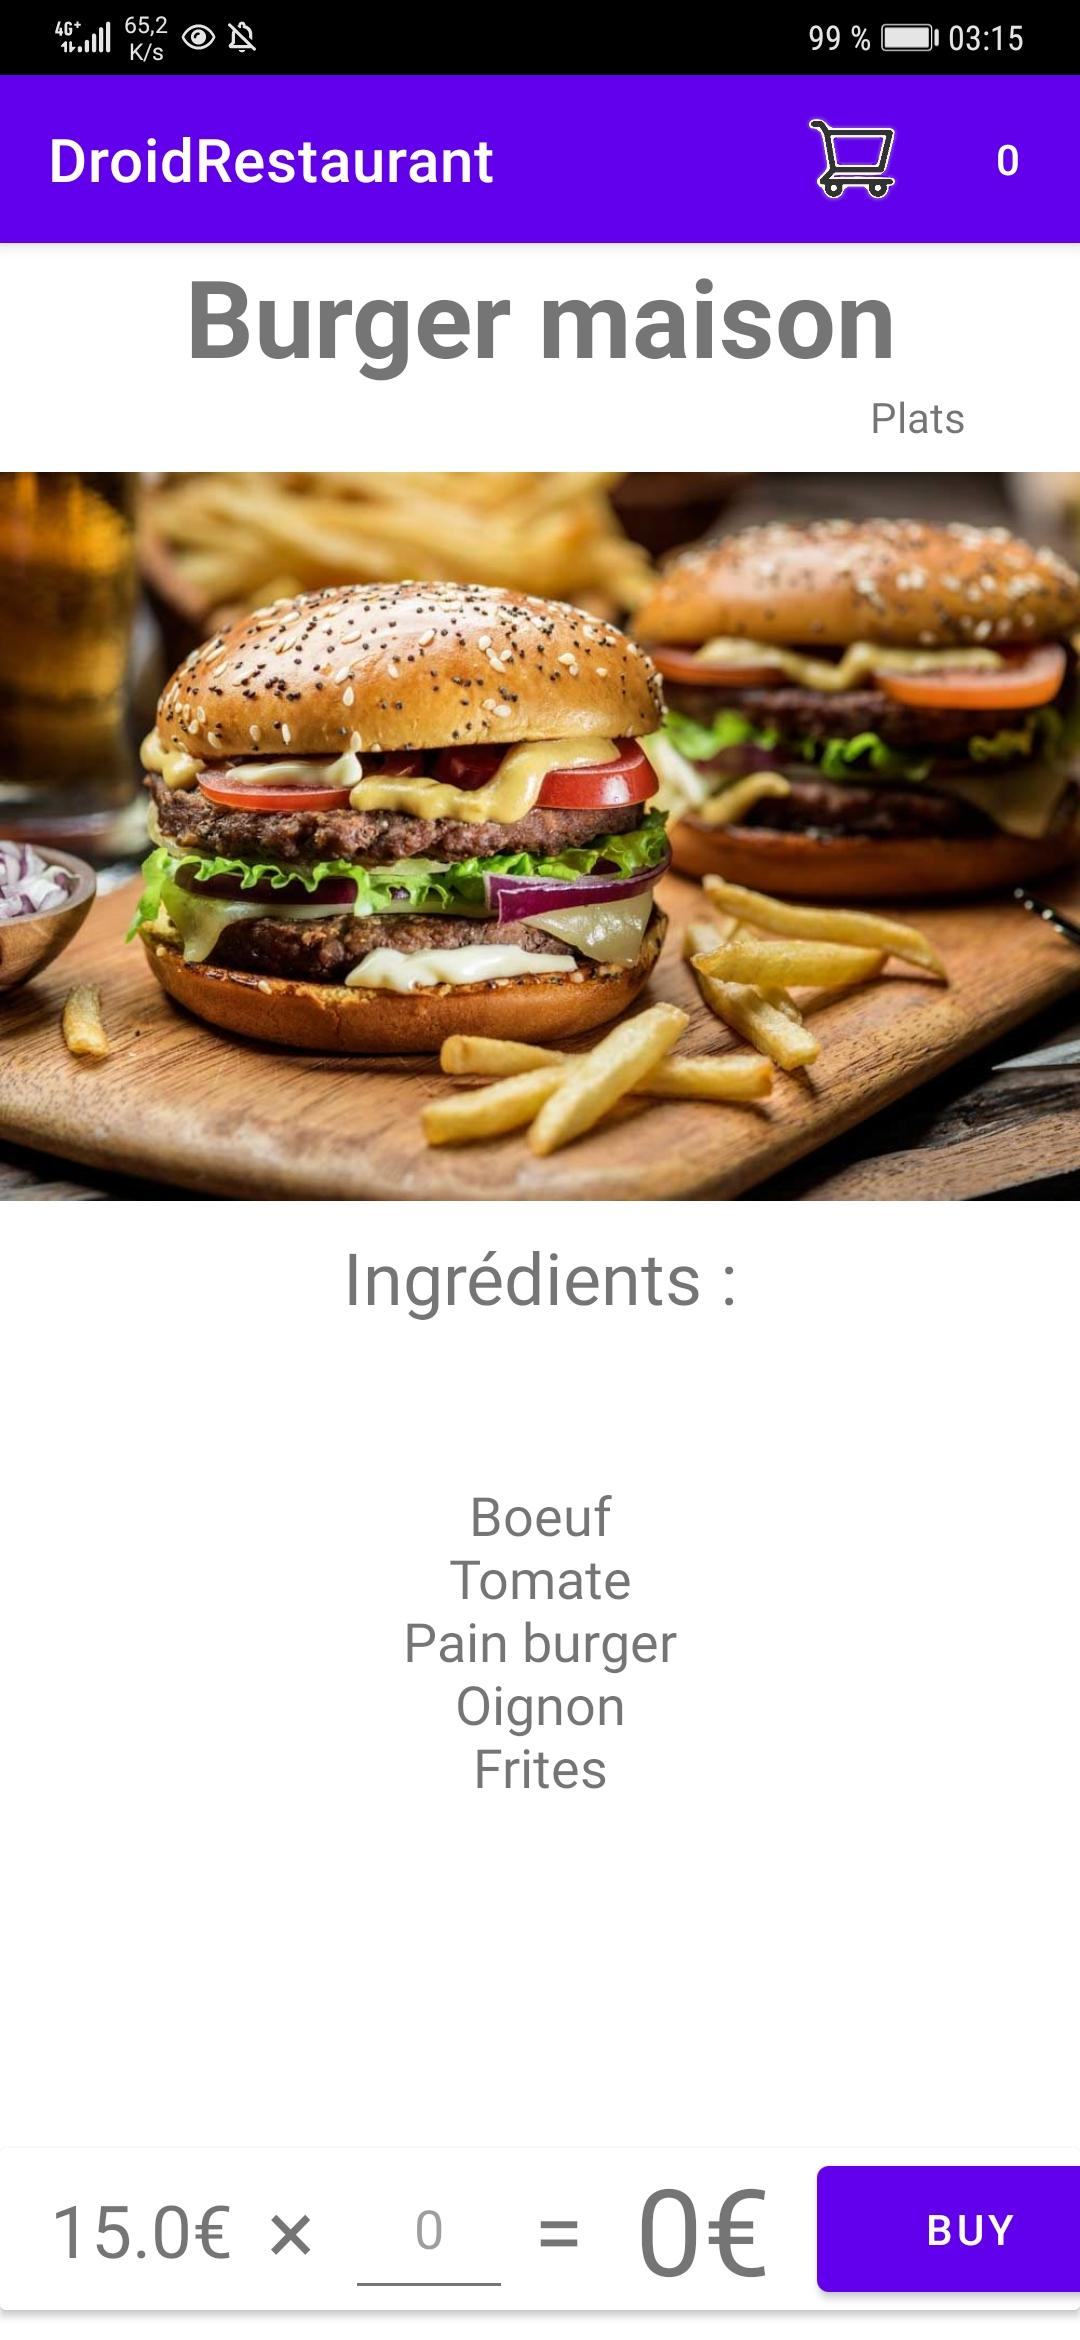 4G+ 65,2 K/s 99 % 03:15
DroidRestaurant 0
Burger maison
Plats
Ingrédients :
Boeuf
Tomate
Pain burger
Oignon
Frites
15.0€ × 0 = 0€ BUY